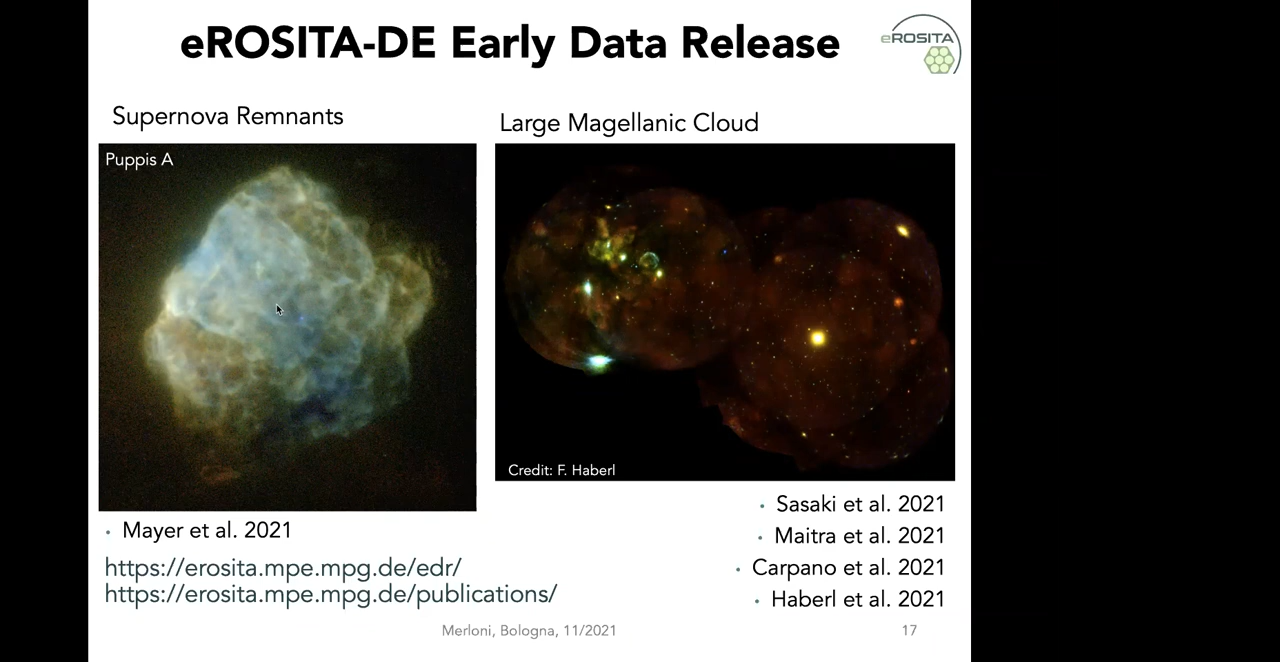 eROSITA-DE Early Data Release
eROSITA
Supernova Remnants
Large Magellanic Cloud
Puppis A
Credit: F. Haberl
• Mayer et al. 2021
https://erosita.mpe.mpg.de/edr/
https://erosita.mpe.mpg.de/publications/
• Sasaki et al. 2021
• Maitra et al. 2021
• Carpano et al. 2021
• Haberl et al. 2021
Merloni, Bologna, 11/2021
17